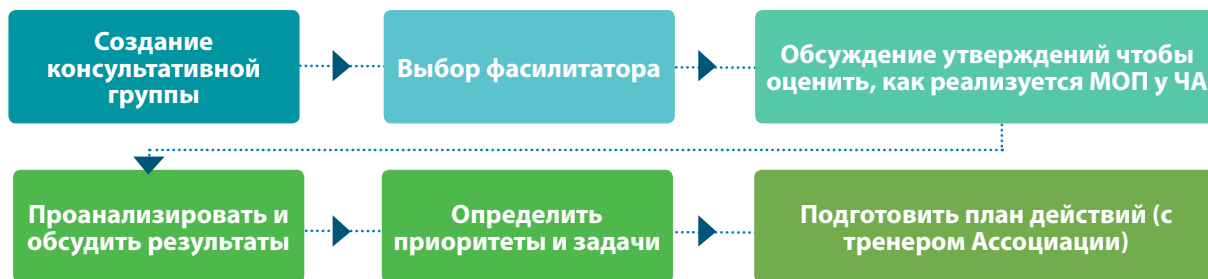 Создание
консультативной
группы
Выбор фасилитатора
Обсуждение утверждений чтобы
оценить, как реализуется МОП у ЧА
Проанализировать и
обсудить результаты
Определить
приоритеты и задачи
Подготовить план действий (с
тренером Ассоциации)